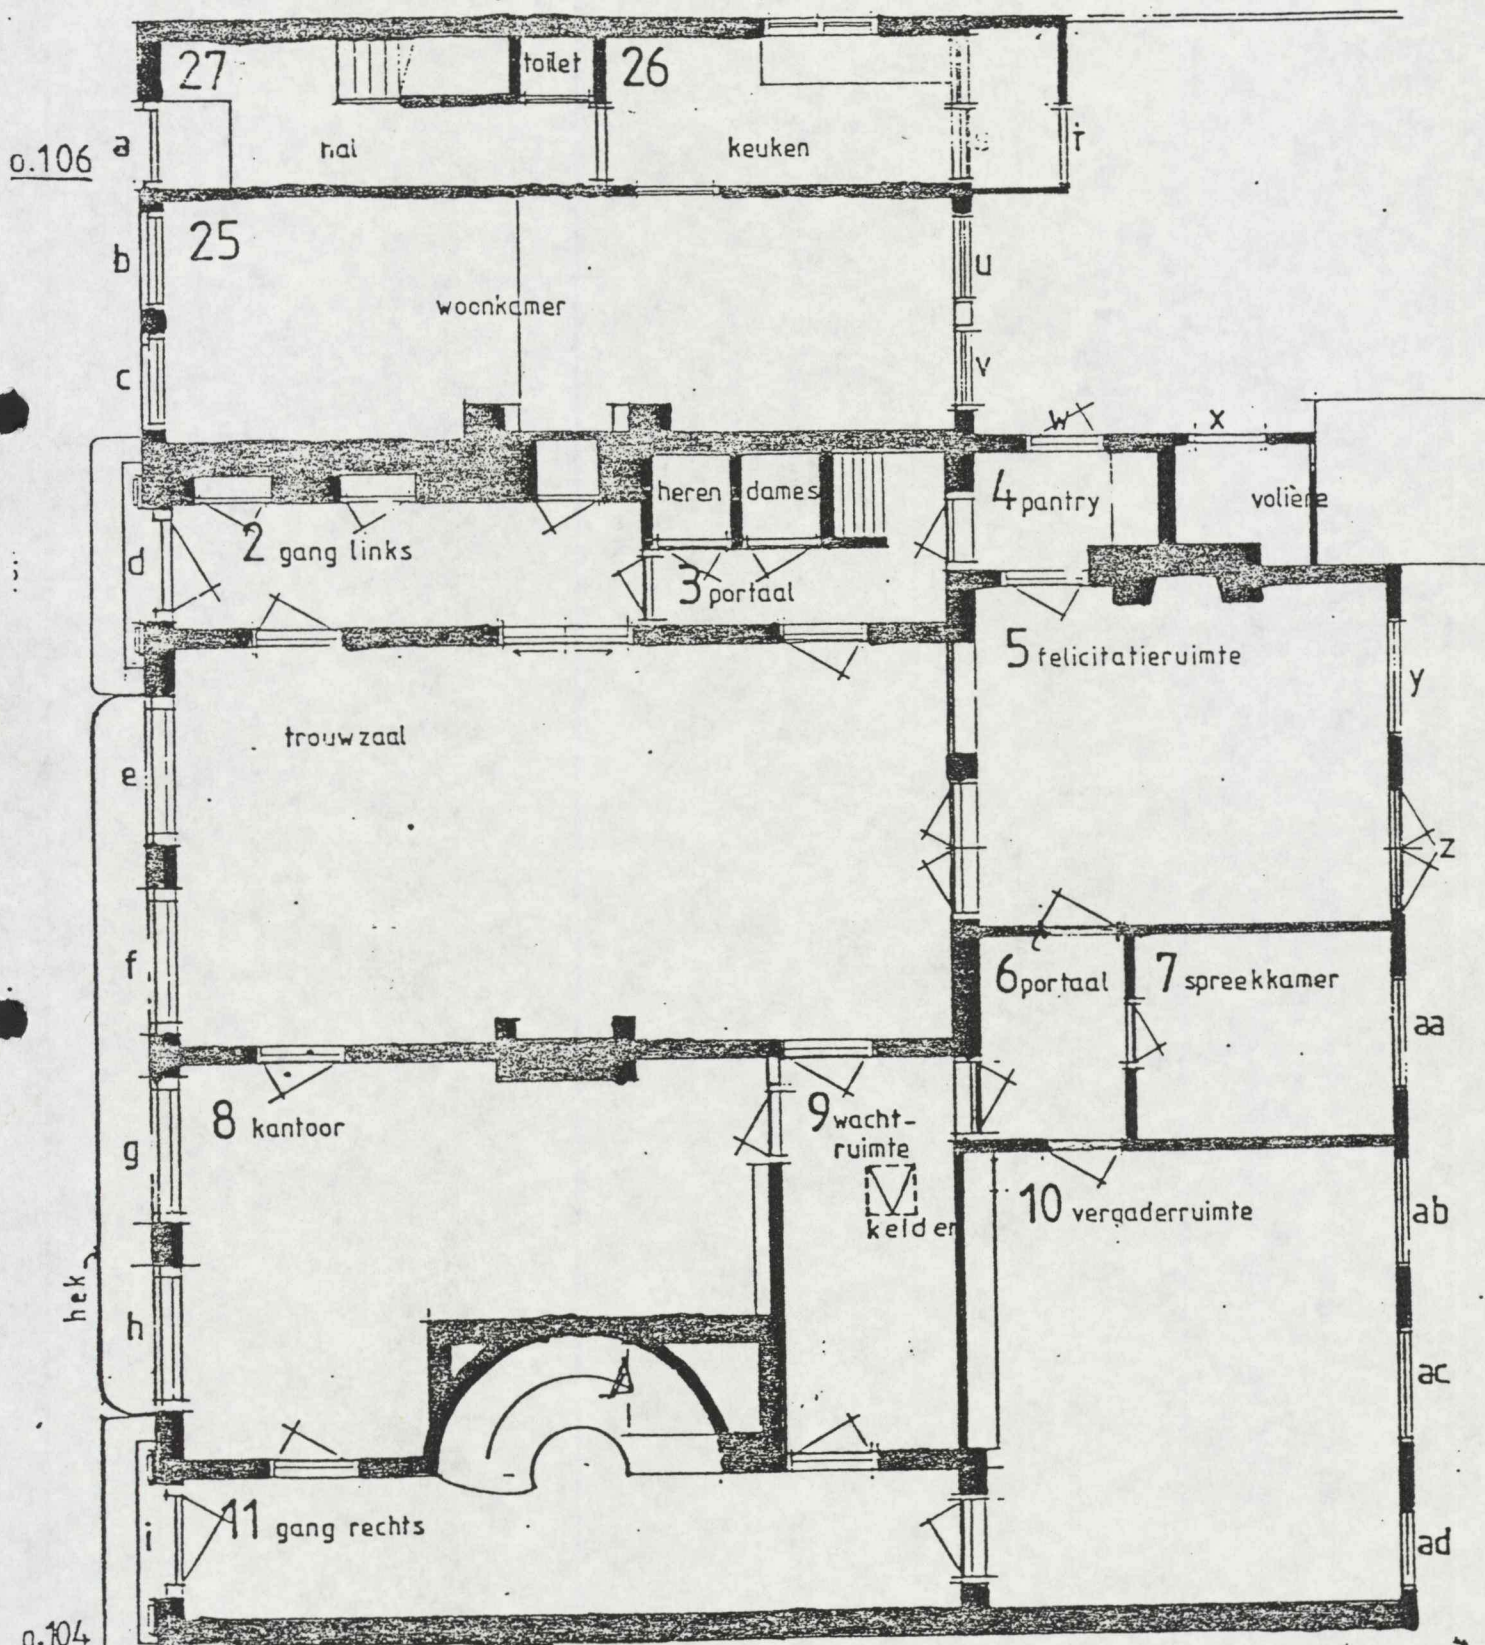 27
toilet
26
a
hal
keuken
s
t
o.106
25
b
u
woonkamer
c
v
w
x
heren
dames
4 pantry
volière
d
2 gang links
3 portaal
5 felicitatieruimte
y
trouwzaal
e
z
f
6 portaal
7 spreekkamer
aa
8 kantoor
9 wacht-
ruimte
kelder
g
10 vergaderruimte
ab
hek
h
ac
11 gang rechts
i
ad
o.104